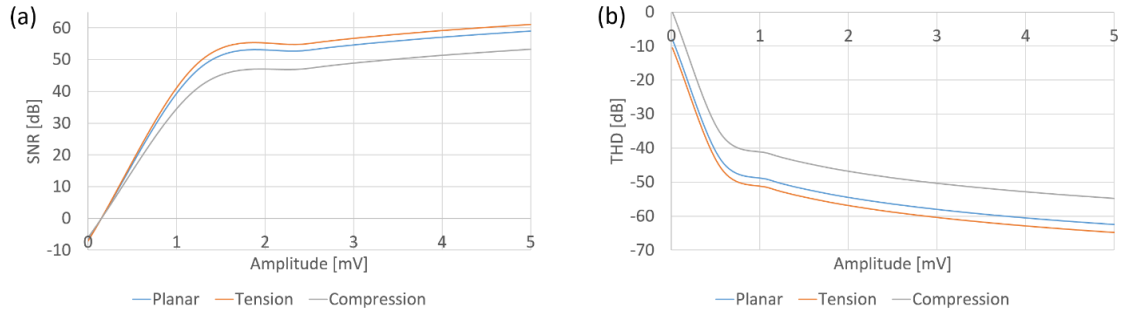 (a)
60
50
40
30
20
10
0
-10
SNR [dB]
0 1 2 3 4 5
Amplitude [mV]
Planar Tension Compression
(b)
0
-10
-20
-30
-40
-50
-60
-70
THD [dB]
0 1 2 3 4 5
Amplitude [mV]
Planar Tension Compression